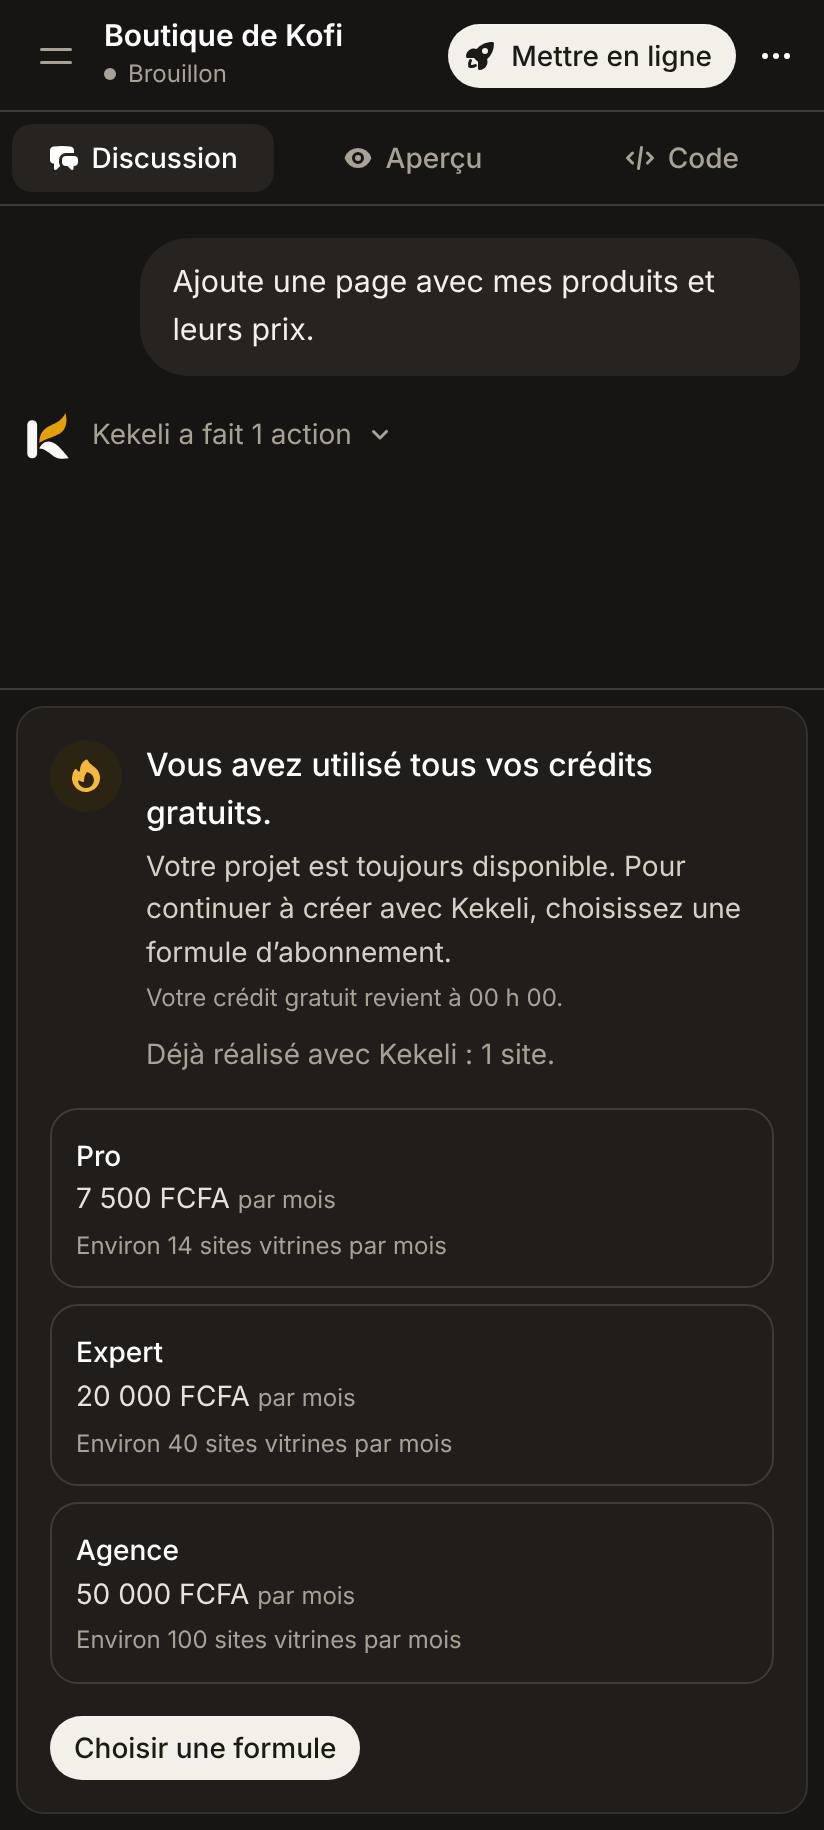 Boutique de Kofi
Brouillon
Mettre en ligne
Discussion
Aperçu
Code
Ajoute une page avec mes produits et
leurs prix.
Kekeli a fait 1 action
Vous avez utilisé tous vos crédits
gratuits.
Votre projet est toujours disponible. Pour
continuer à créer avec Kekeli, choisissez une
formule d’abonnement.
Votre crédit gratuit revient à 00 h 00.
Déjà réalisé avec Kekeli : 1 site.
Pro
7 500 FCFA par mois
Environ 14 sites vitrines par mois
Expert
20 000 FCFA par mois
Environ 40 sites vitrines par mois
Agence
50 000 FCFA par mois
Environ 100 sites vitrines par mois
Choisir une formule